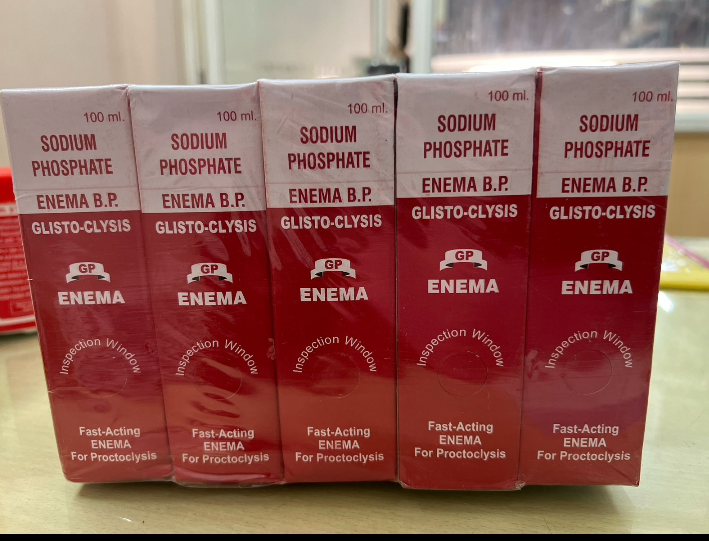 100 ml.
SODIUM
PHOSPHATE
ENEMA B.P.
GLISTO-CLYSIS
GP
ENEMA
Inspection Window
Fast-Acting
ENEMA
For Proctoclysis
100 ml.
SODIUM
PHOSPHATE
ENEMA B.P.
GLISTO-CLYSIS
GP
ENEMA
Inspection Window
Fast-Acting
ENEMA
For Proctoclysis
100 ml.
SODIUM
PHOSPHATE
ENEMA B.P.
GLISTO-CLYSIS
GP
ENEMA
Inspection Window
Fast-Acting
ENEMA
For Proctoclysis
100 ml.
SODIUM
PHOSPHATE
ENEMA B.P.
GLISTO-CLYSIS
GP
ENEMA
Inspection Window
Fast-Acting
ENEMA
For Proctoclysis
100 ml.
SODIUM
PHOSPHATE
ENEMA B.P.
GLISTO-CLYSIS
GP
ENEMA
Inspection Window
Fast-Acting
ENEMA
For Proctoclysis